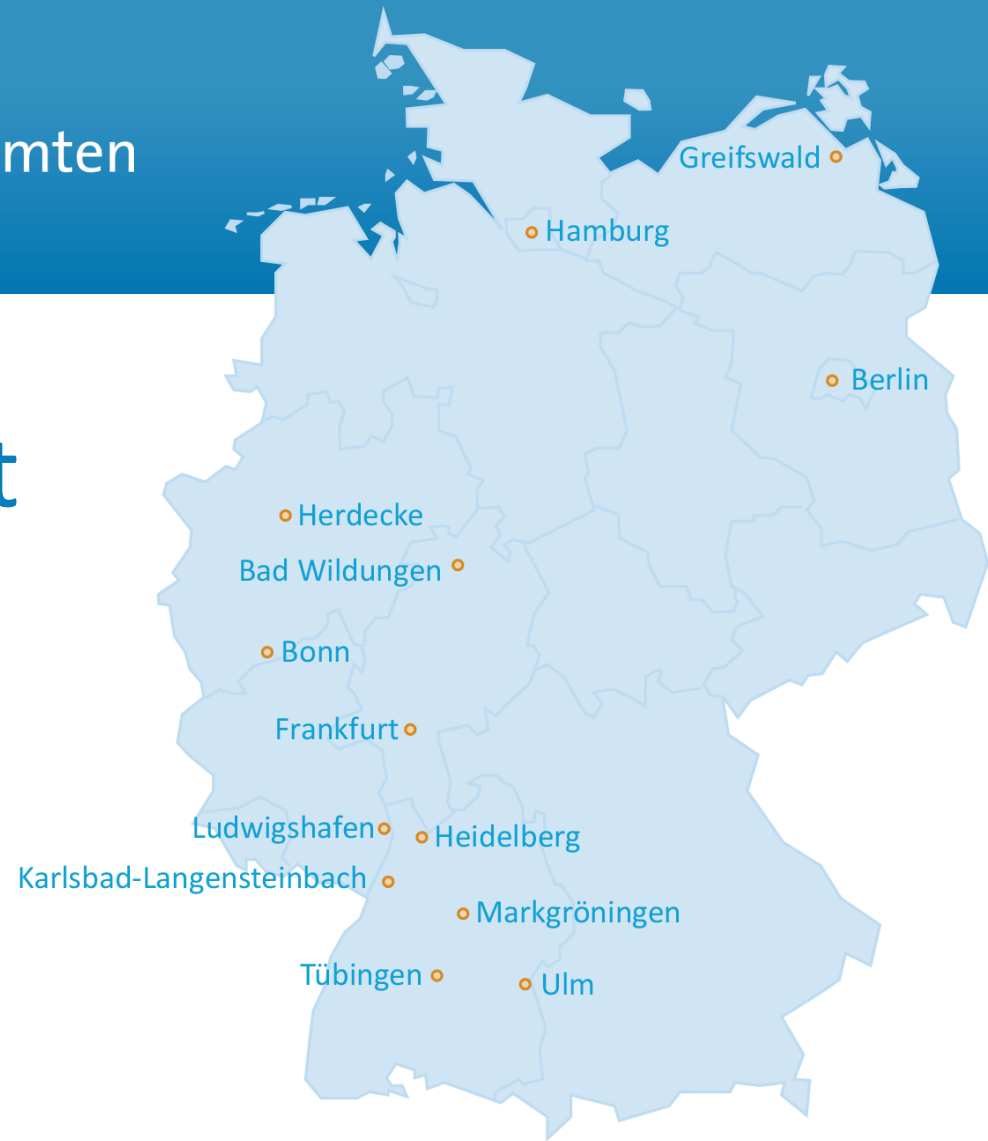 mten
Greifswald
Hamburg
Berlin
t
Herdecke
Bad Wildungen
Bonn
Frankfurt
Ludwigshafen
Heidelberg
Karlsbad-Langensteinbach
Markgröningen
Tübingen
Ulm